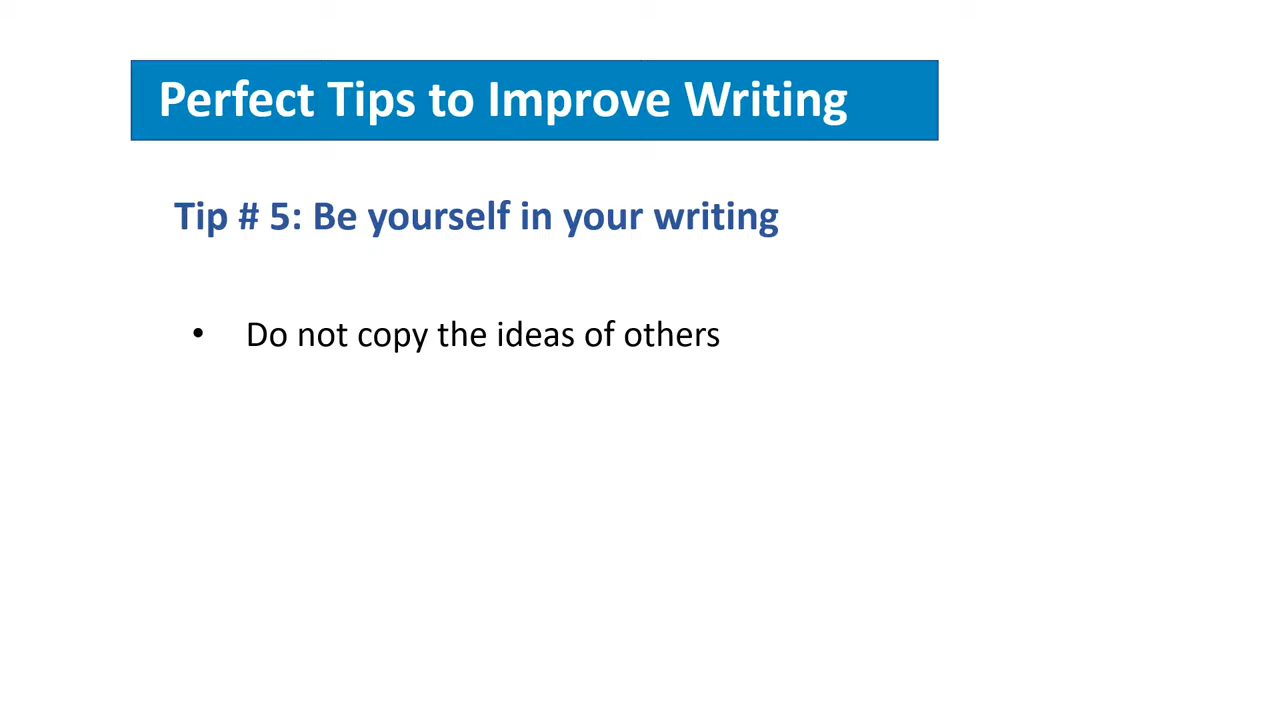 Perfect Tips to Improve Writing
Tip # 5: Be yourself in your writing
• Do not copy the ideas of others